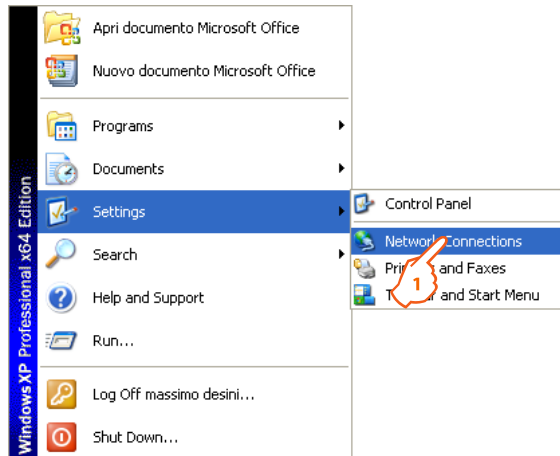 Apri documento Microsoft Office
Nuovo documento Microsoft Office
Programs
Documents
Settings
Search
Help and Support
Run...
Log Off massimo desini...
Shut Down...
Windows XP Professional x64 Edition
Control Panel
Network Connections
and Faxes
and Start Menu
1